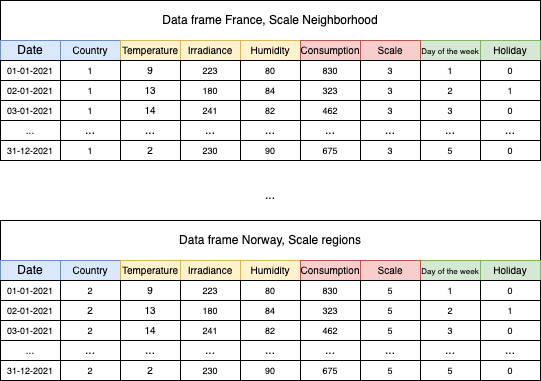 Data frame France, Scale Neighborhood
Date Country Temperature Irradiance Humidity Consumption Scale Day of the week Holiday
01-01-2021 1 9 223 80 830 3 1 0
02-01-2021 1 13 180 84 323 3 2 1
03-01-2021 1 14 241 82 462 3 3 0
... ... ... ... ... ... ... ... ...
31-12-2021 1 2 230 90 675 3 5 0
...
Data frame Norway, Scale regions
Date Country Temperature Irradiance Humidity Consumption Scale Day of the week Holiday
01-01-2021 2 9 223 80 830 5 1 0
02-01-2021 2 13 180 84 323 5 2 1
03-01-2021 2 14 241 82 462 5 3 0
... ... ... ... ... ... ... ... ...
31-12-2021 2 2 230 90 675 5 5 0